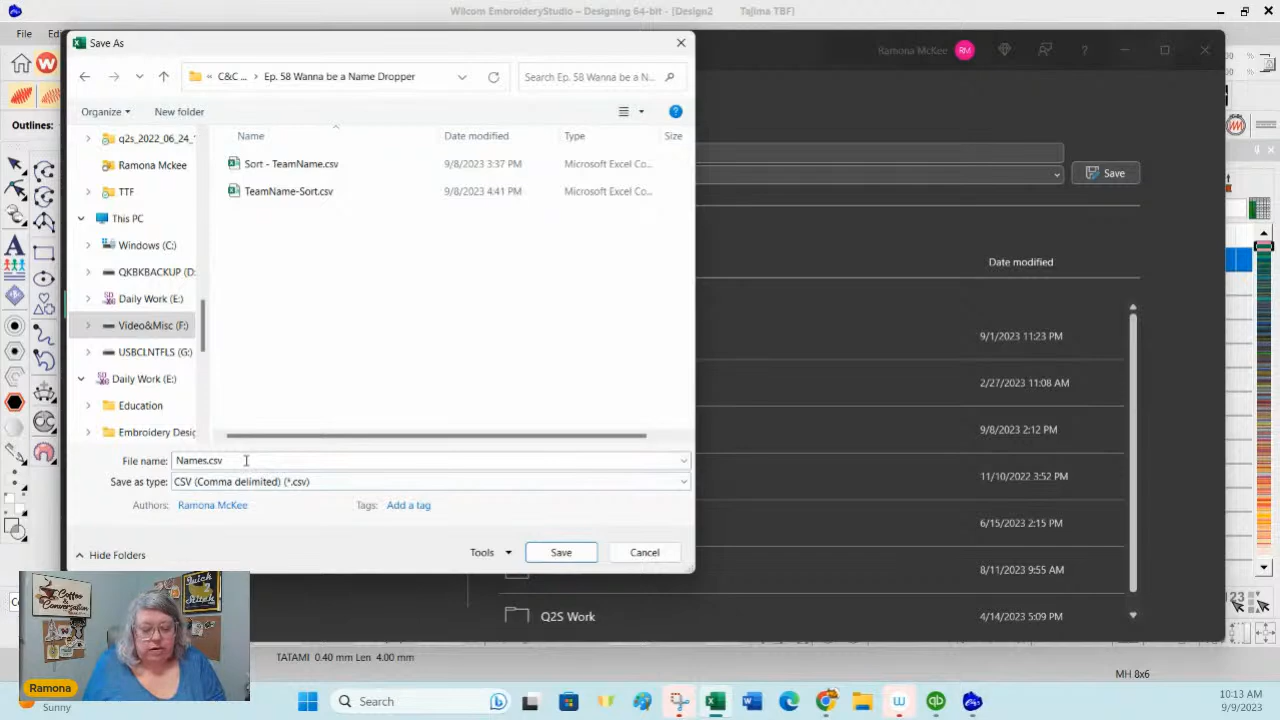 Wilcom EmbroideryStudio – Designing 64-bit - [Design2 Tajima TBF]
File
Save As
Ramona McKee RM
« C&C ... > Ep. 58 Wanna be a Name Dropper
Search Ep. 58 Wanna be a N...
Organize
New folder
Outlines:
Name
Date modified
Type
Size
q2s_2022_06_24_
Ramona Mckee
TTF
This PC
Windows (C:)
QKBKBACKUP (D:
Daily Work (E:)
Video&Misc (F:)
USBCLNTFLS (G:)
Daily Work (E:)
Education
Embroidery Desig
Sort - TeamName.csv
9/8/2023 3:37 PM
Microsoft Excel Co...
TeamName-Sort.csv
9/8/2023 4:41 PM
Microsoft Excel Co...
Save
Date modified
9/1/2023 11:23 PM
2/27/2023 11:08 AM
9/8/2023 2:12 PM
11/10/2022 3:52 PM
6/15/2023 2:15 PM
8/11/2023 9:55 AM
Q2S Work
4/14/2023 5:09 PM
File name: Names.csv
Save as type: CSV (Comma delimited) (*.csv)
Authors: Ramona McKee
Tags: Add a tag
Hide Folders
Tools
Save
Cancel
Coffee &
Conversation
Quick
Stitch
Ramona
TATAMI 0.40 mm Len 4.00 mm
MH 8x6
Sunny
Search
10:13 AM
9/9/2023